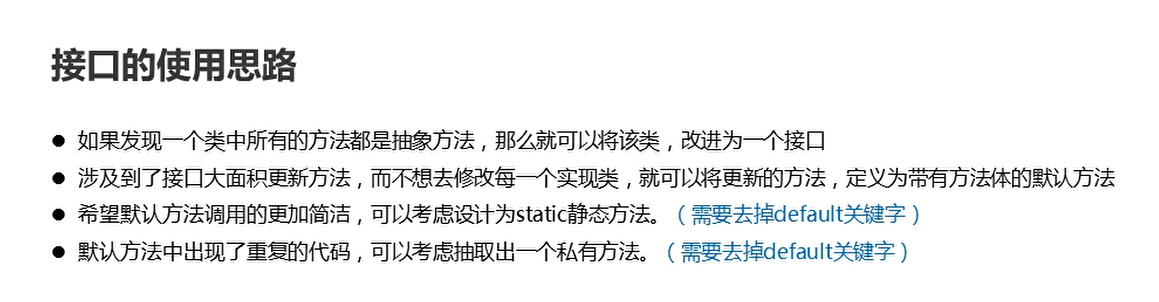 接口的使用思路
● 如果发现一个类中所有的方法都是抽象方法，那么就可以将该类，改进为一个接口
● 涉及到了接口大面积更新方法，而不想去修改每一个实现类，就可以将更新的方法，定义为带有方法体的默认方法
● 希望默认方法调用的更加简洁，可以考虑设计为static静态方法。（需要去掉default关键字）
● 默认方法中出现了重复的代码，可以考虑抽取出一个私有方法。（需要去掉default关键字）